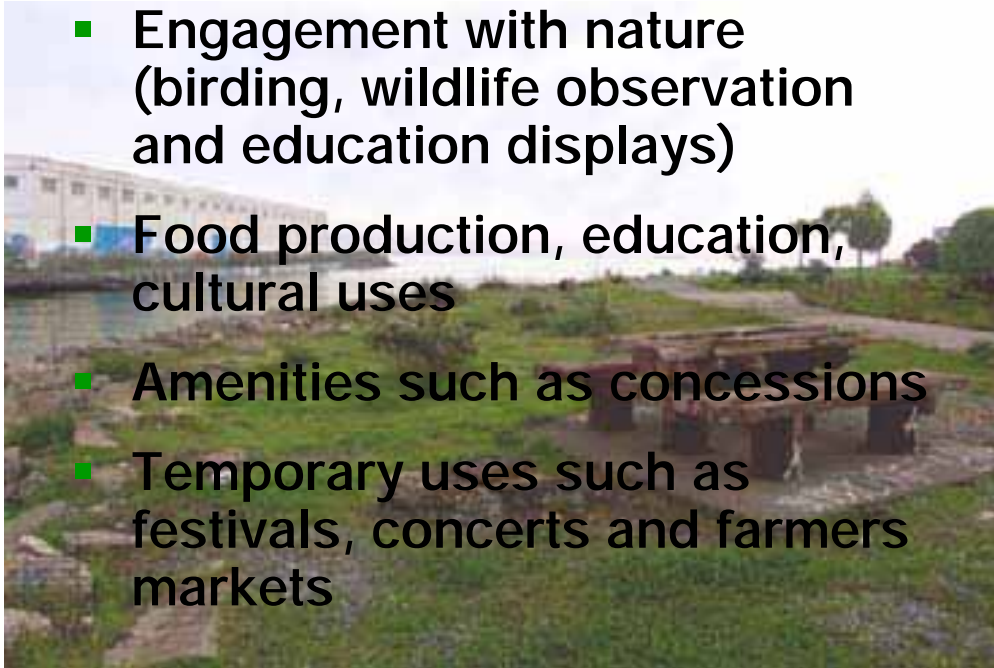 ▪ Engagement with nature
(birding, wildlife observation
and education displays)
▪ Food production, education,
cultural uses
▪ Amenities such as concessions
▪ Temporary uses such as
festivals, concerts and farmers
markets